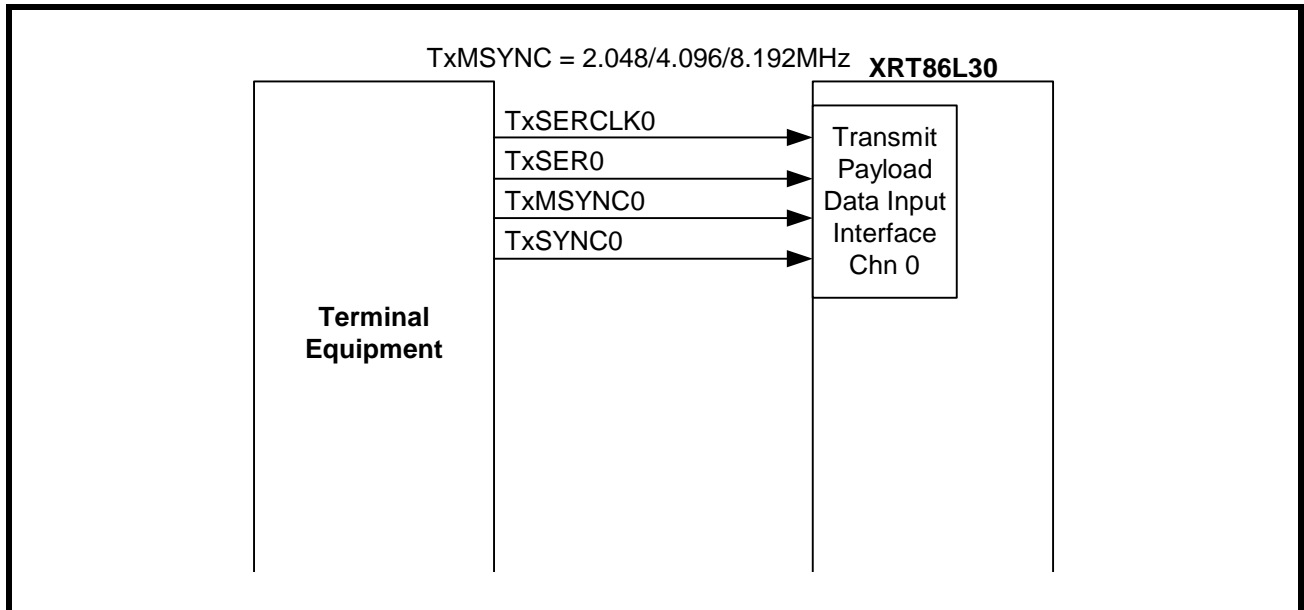 TxMSYNC = 2.048/4.096/8.192MHz
XRT86L30
TxSERCLK0
TxSER0
TxMSYNC0
TxSYNC0
Transmit
Payload
Data Input
Interface
Chn 0
Terminal
Equipment